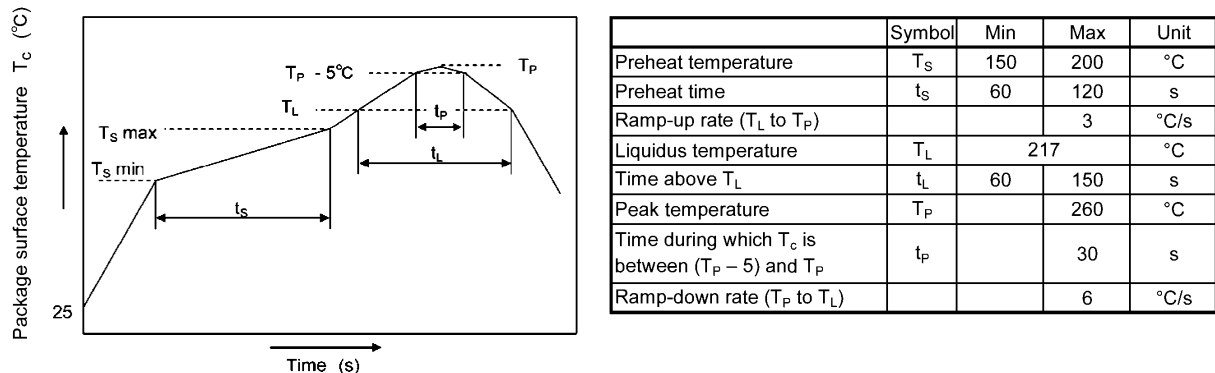 Package surface temperature T_c (℃)
T_P
T_P - 5℃
T_L
t_P
T_S max
t_L
T_S min
t_S
25
Time (s)
Symbol Min Max Unit
Preheat temperature T_S 150 200 °C
Preheat time t_S 60 120 s
Ramp-up rate (T_L to T_P) 3 °C/s
Liquidus temperature T_L 217 °C
Time above T_L t_L 60 150 s
Peak temperature T_P 260 °C
Time during which T_c is
between (T_P – 5) and T_P t_P 30 s
Ramp-down rate (T_P to T_L) 6 °C/s